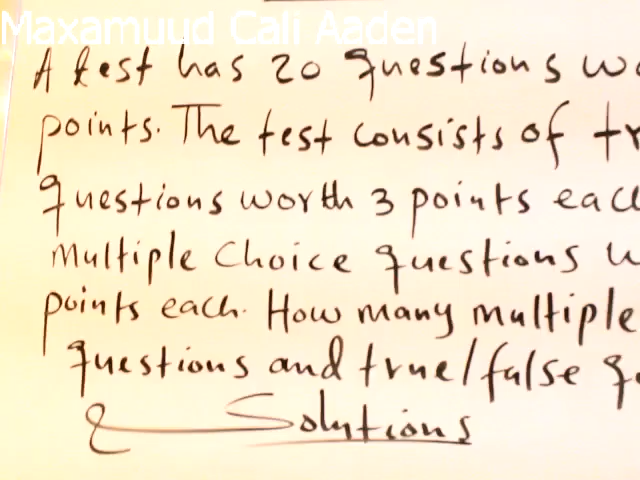 Maxamuud Cali Aaden
A test has 20 questions
points. The test consists of
questions worth 3 points
multiple choice questions
points each. How many multiple
questions and true/false
Solutions